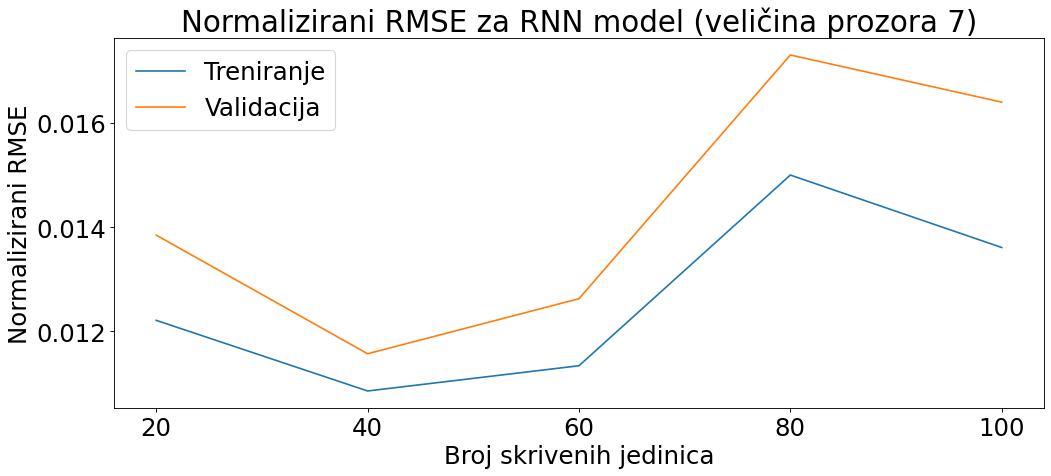 Normalizirani RMSE za RNN model (veličina prozora 7)
Treniranje
Validacija
Normalizirani RMSE
0.016
0.014
0.012
20 40 60 80 100
Broj skrivenih jedinica